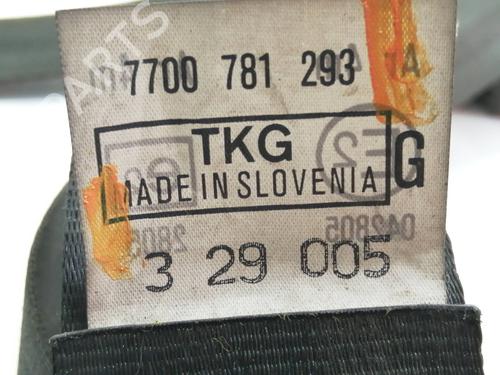 7700 781 293 A
TKG
MADE IN SLOVENIA
G
3 29 005